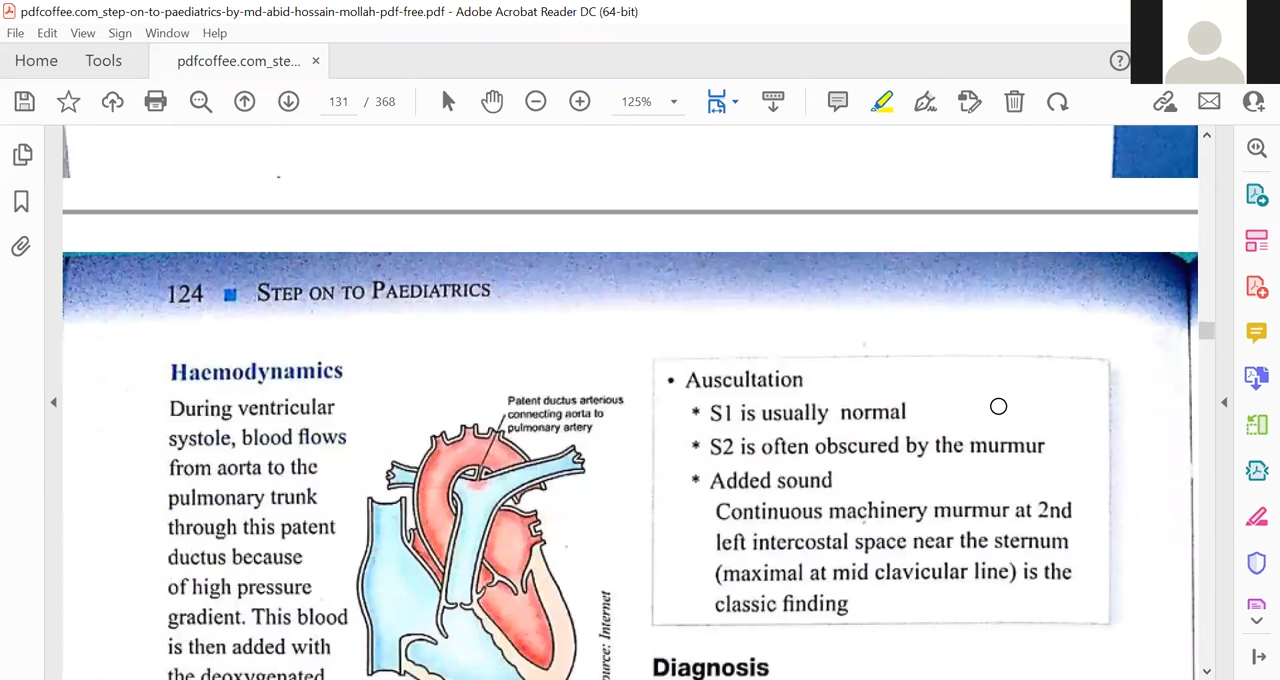 pdfcoffee.com_step-on-to-paediatrics-by-md-abid-hossain-mollah-pdf-free.pdf - Adobe Acrobat Reader DC (64-bit)
File Edit View Sign Window Help
Home Tools pdfcoffee.com_ste... ×
131 / 368 125%
124 ■ STEP ON TO PAEDIATRICS
Haemodynamics
During ventricular
systole, blood flows
from aorta to the
pulmonary trunk
through this patent
ductus because
of high pressure
gradient. This blood
is then added with
the deoxygenated
Patent ductus arterious
connecting aorta to
pulmonary artery
Internet
• Auscultation
* S1 is usually normal
* S2 is often obscured by the murmur
* Added sound
Continuous machinery murmur at 2nd
left intercostal space near the sternum
(maximal at mid clavicular line) is the
classic finding
Diagnosis